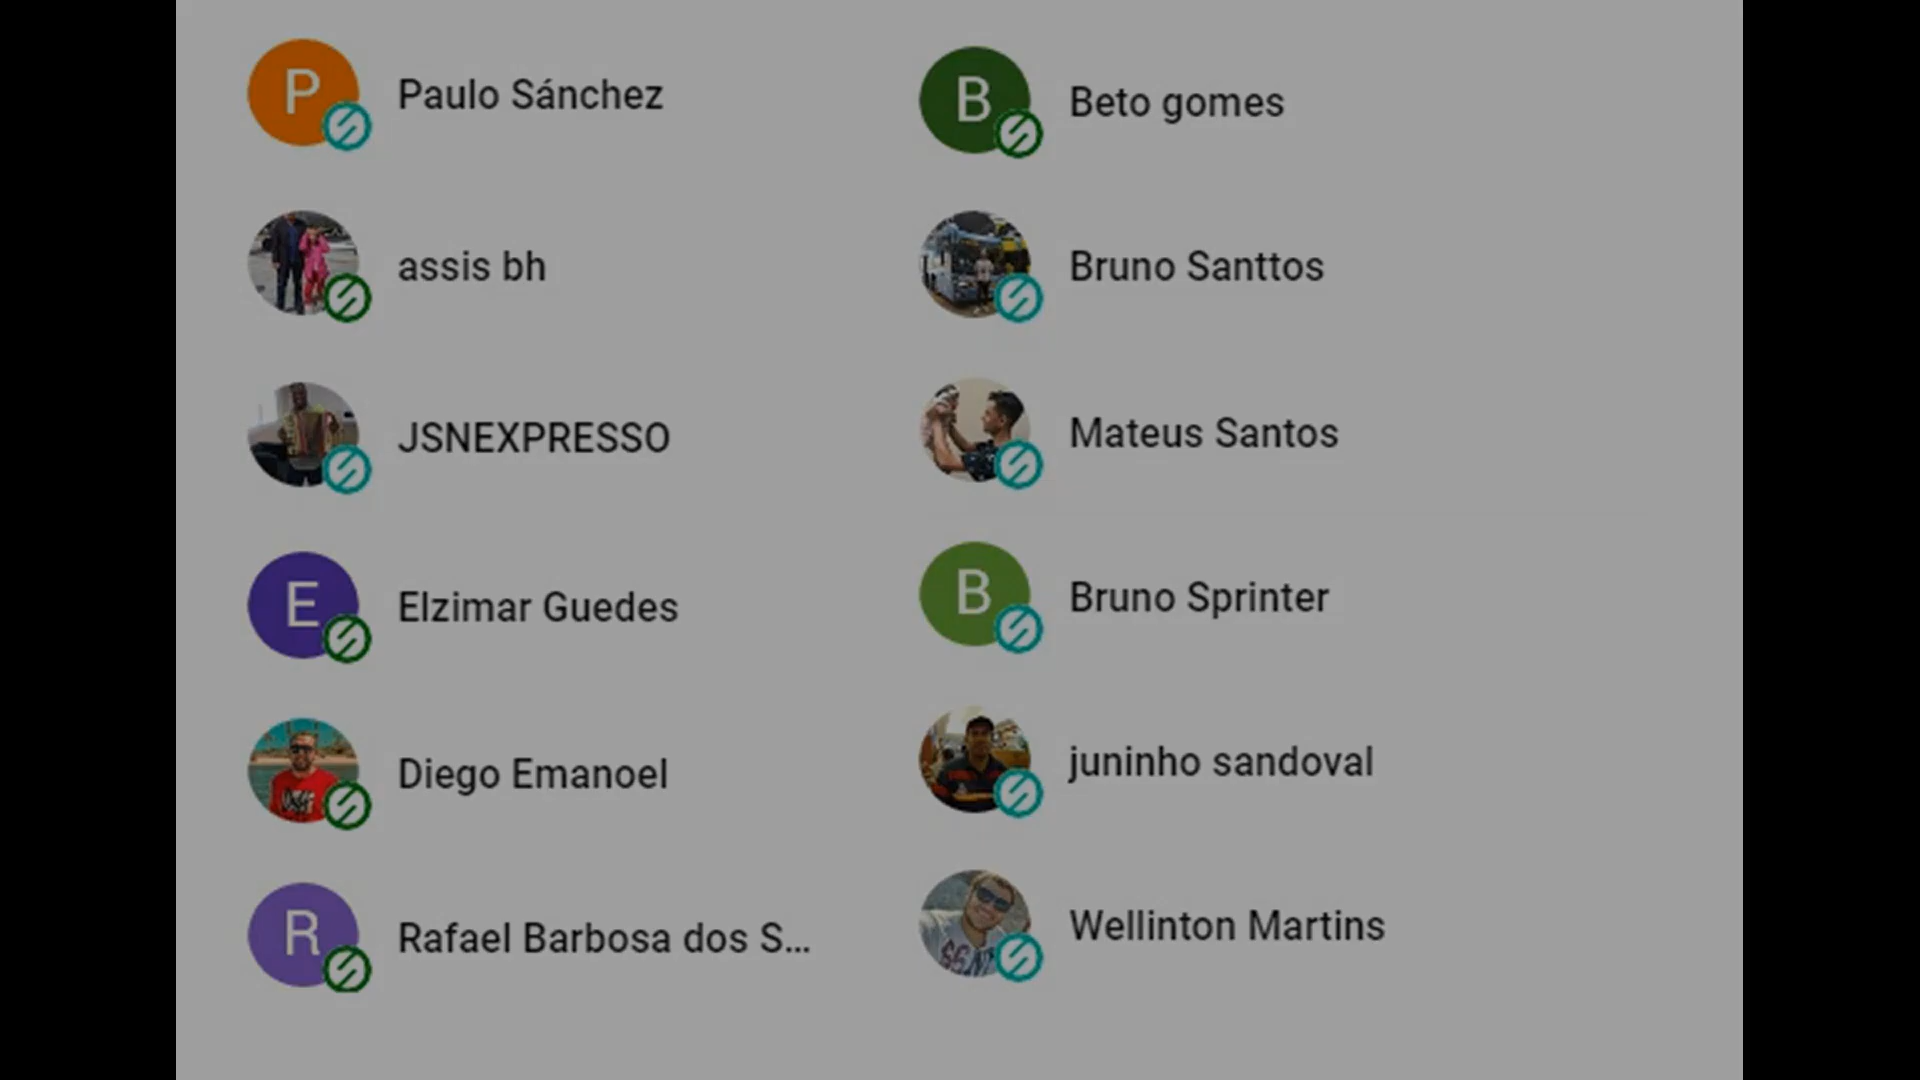 P
Paulo Sánchez
assis bh
JSNEXPRESSO
E
Elzimar Guedes
Diego Emanoel
R
Rafael Barbosa dos S...
B
Beto gomes
Bruno Santtos
Mateus Santos
B
Bruno Sprinter
juninho sandoval
Wellinton Martins